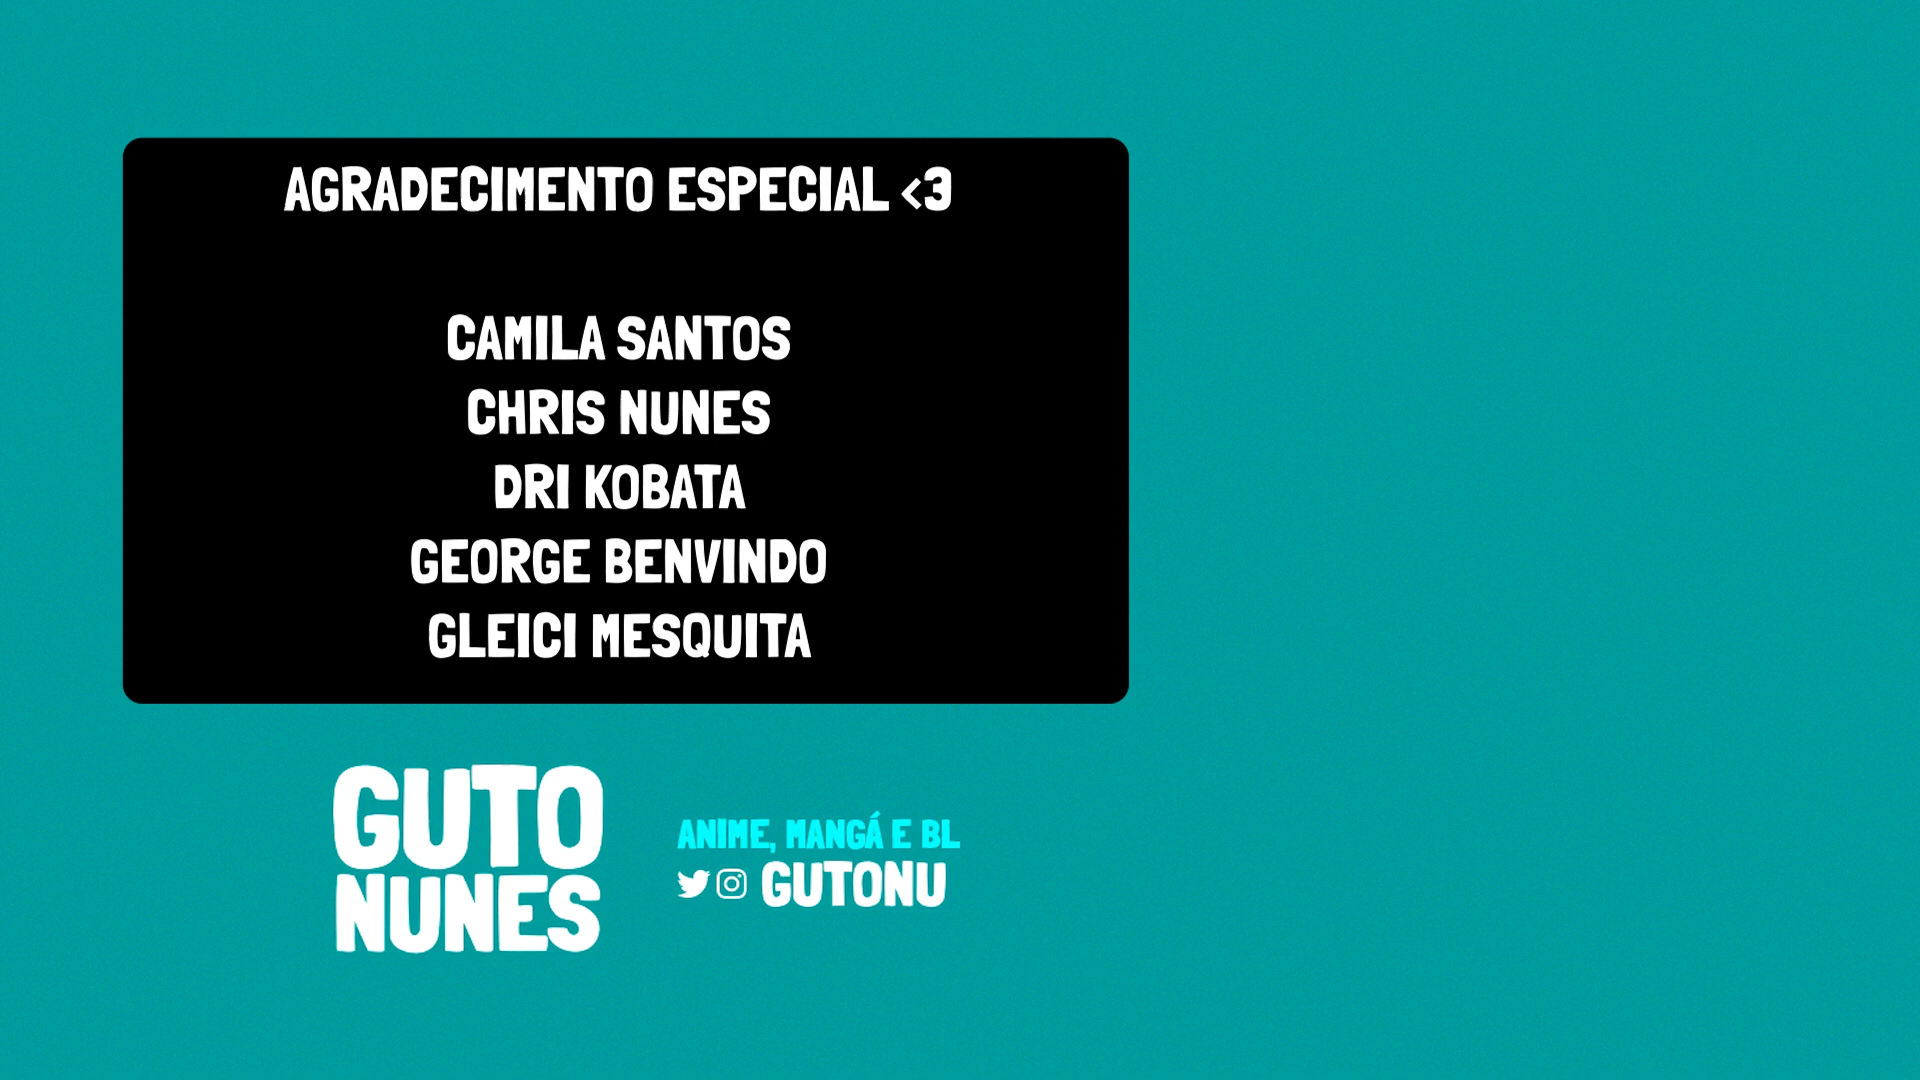 AGRADECIMENTO ESPECIAL <3
CAMILA SANTOS
CHRIS NUNES
DRI KOBATA
GEORGE BENVINDO
GLEICI MESQUITA
GUTO
NUNES
ANIME, MANGÁ E BL
GUTONU